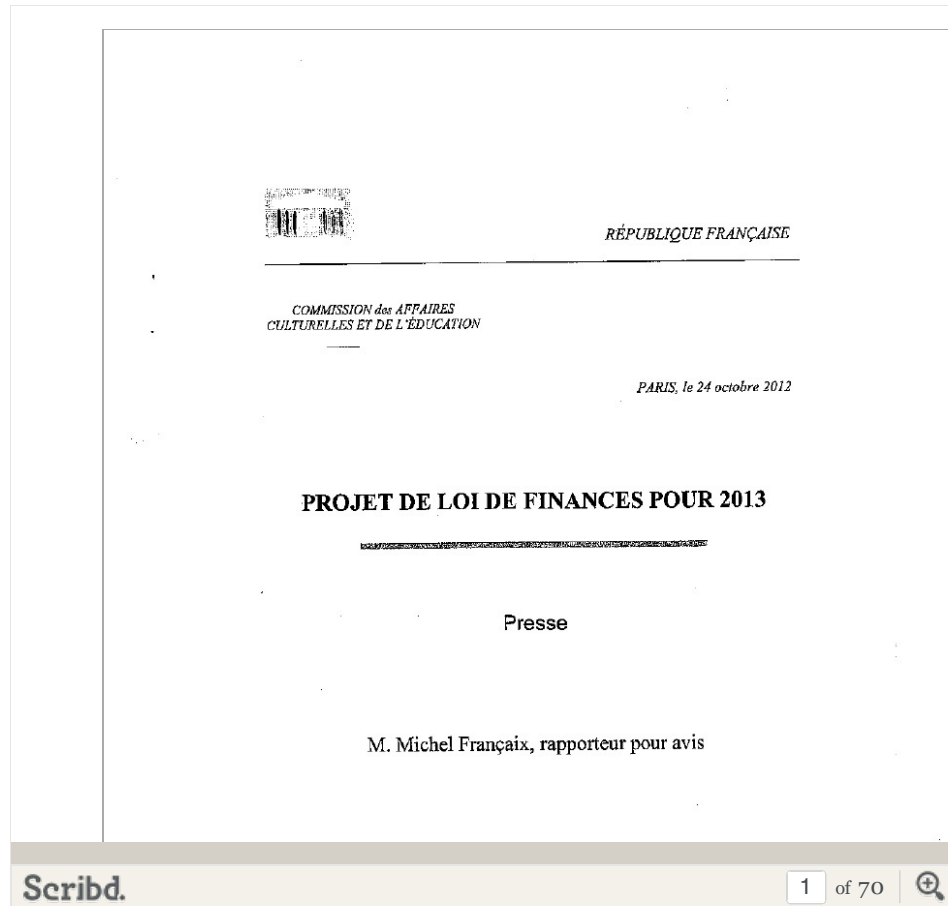 RÉPUBLIQUE FRANÇAISE
COMMISSION des AFFAIRES
CULTURELLES ET DE L'ÉDUCATION
PARIS, le 24 octobre 2012
PROJET DE LOI DE FINANCES POUR 2013
Presse
M. Michel Françaix, rapporteur pour avis
Scribd.
1 of 70